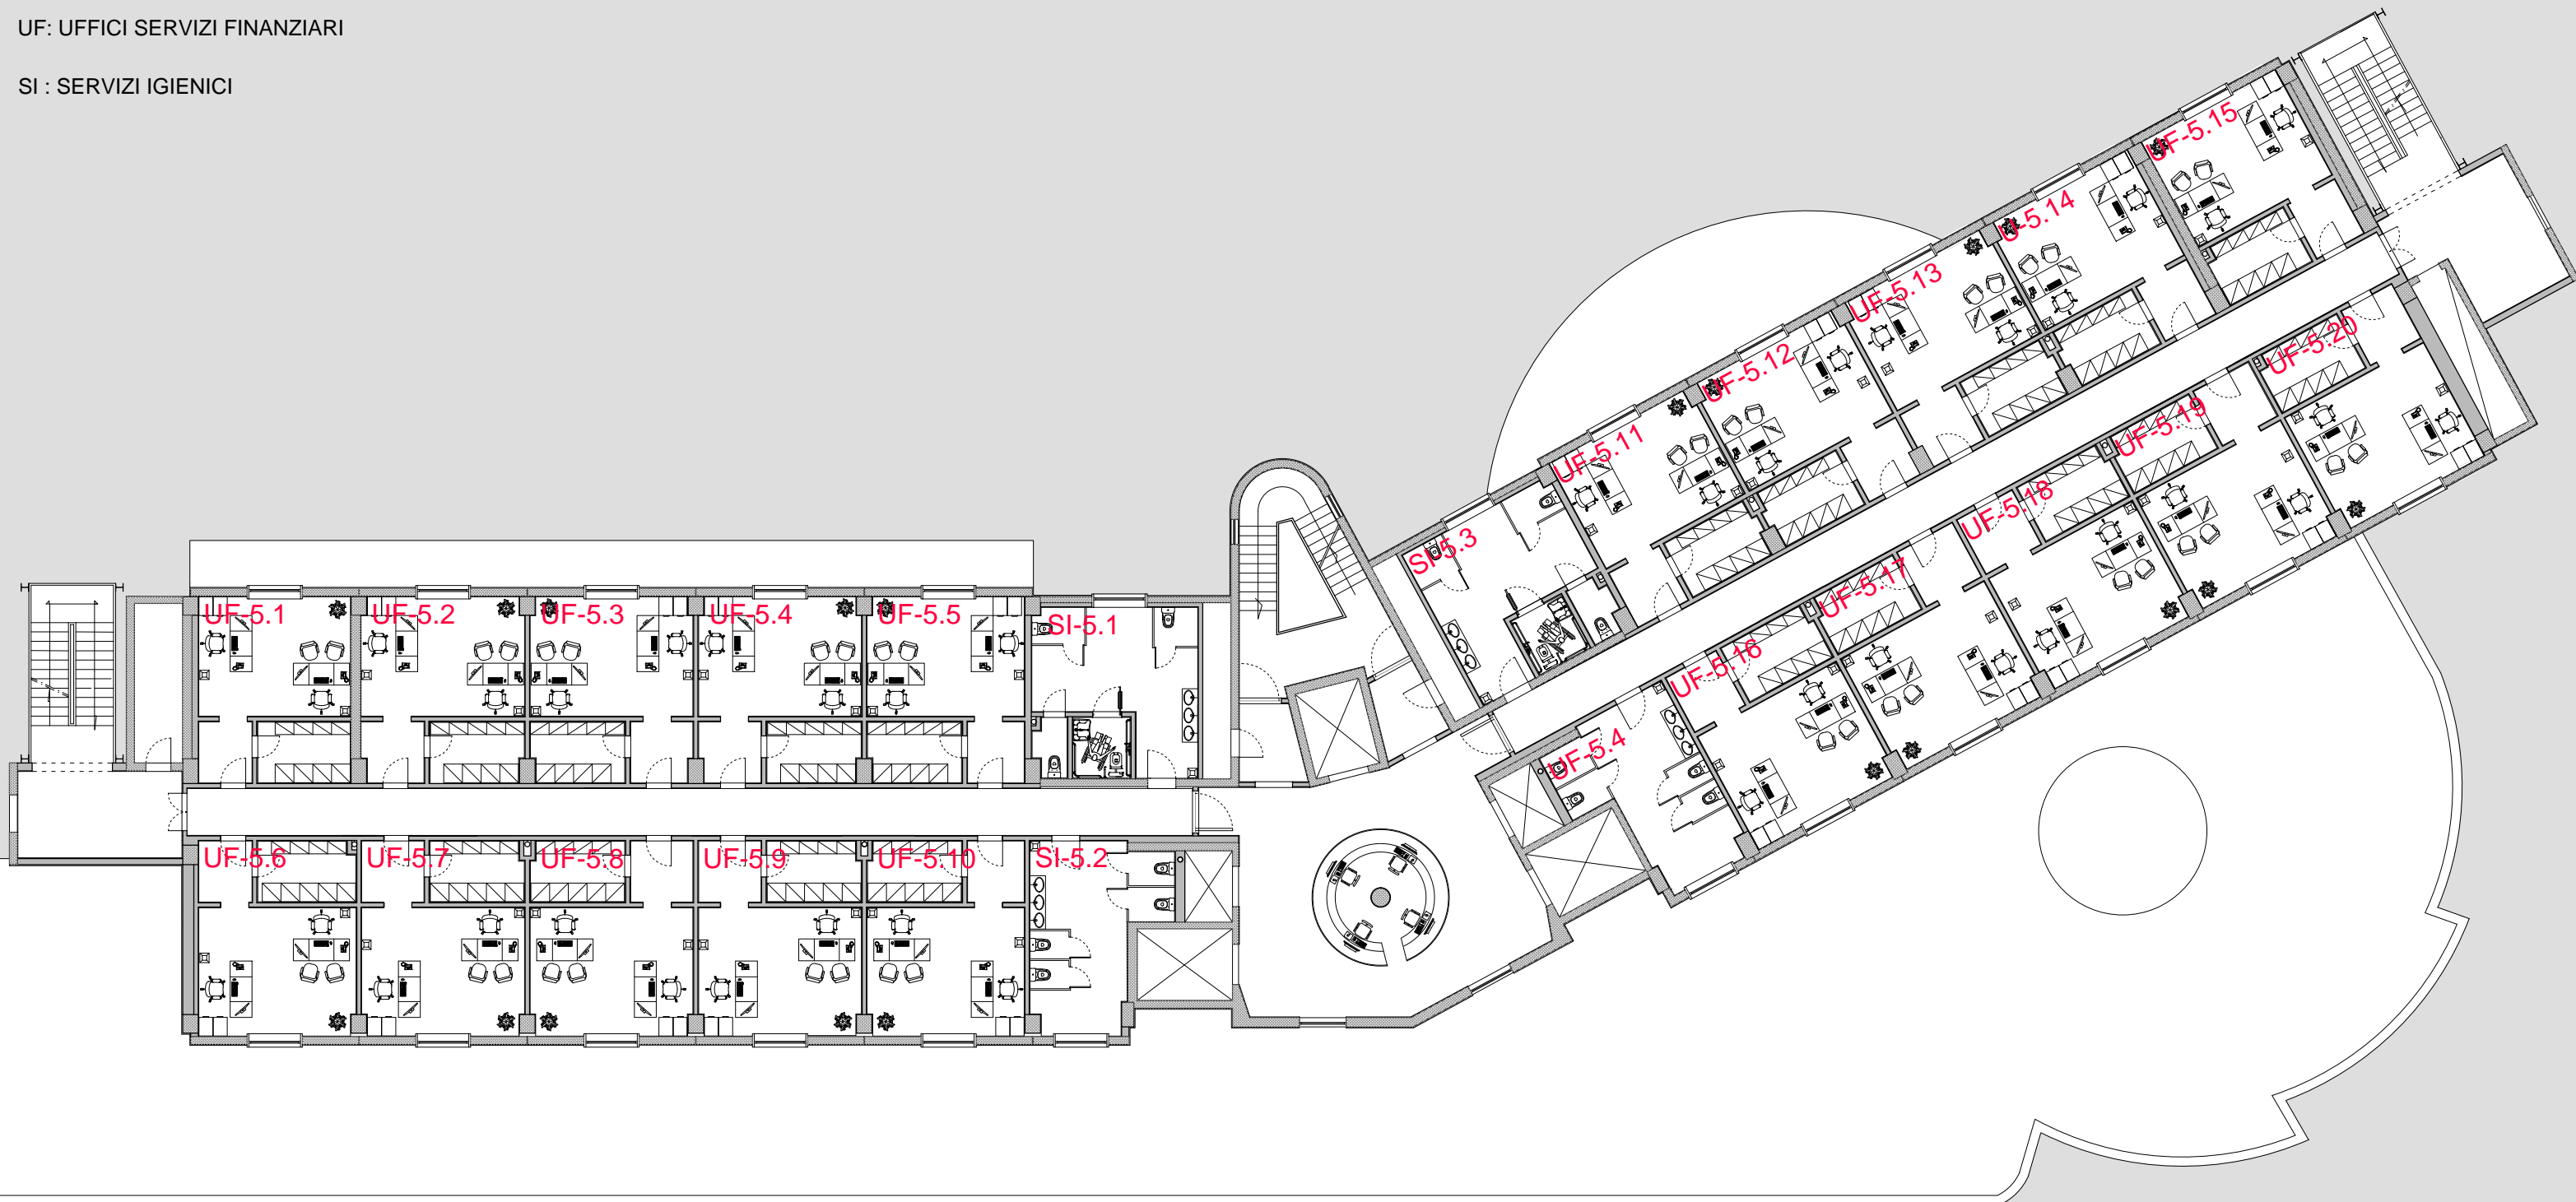 UF: UFFICI SERVIZI FINANZIARI
SI : SERVIZI IGIENICI
UF-5.15
U-5.14
UF-5.13
UF-5.12
UF-5.11
SI-5.3
UF-5.20
UF-5.19
UF-5.18
UF-5.17
UF-5.16
UF-5.4
UF-5.1
UF-5.2
UF-5.3
UF-5.4
UF-5.5
SI-5.1
UF-5.6
UF-5.7
UF-5.8
UF-5.9
UF-5.10
SI-5.2